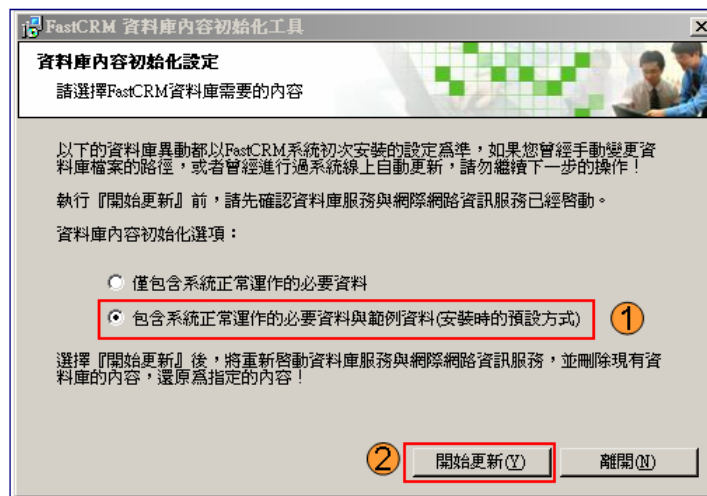 FastCRM 資料庫內容初始化工具
資料庫內容初始化設定
請選擇FastCRM資料庫需要的內容
以下的資料庫異動都以FastCRM系統初次安裝的設定為準，如果您曾經手動變更資
料庫檔案的路徑，或者曾經進行過系統線上自動更新，請勿繼續下一步的操作！
執行『開始更新』前，請先確認資料庫服務與網際網路資訊服務已經啟動。
資料庫內容初始化選項：
僅包含系統正常運作的必要資料
包含系統正常運作的必要資料與範例資料(安裝時的預設方式)
1
選擇『開始更新』後，將重新啟動資料庫服務與網際網路資訊服務，並刪除現有資
料庫的內容，還原為指定的內容！
2
開始更新(Y)
離開(N)